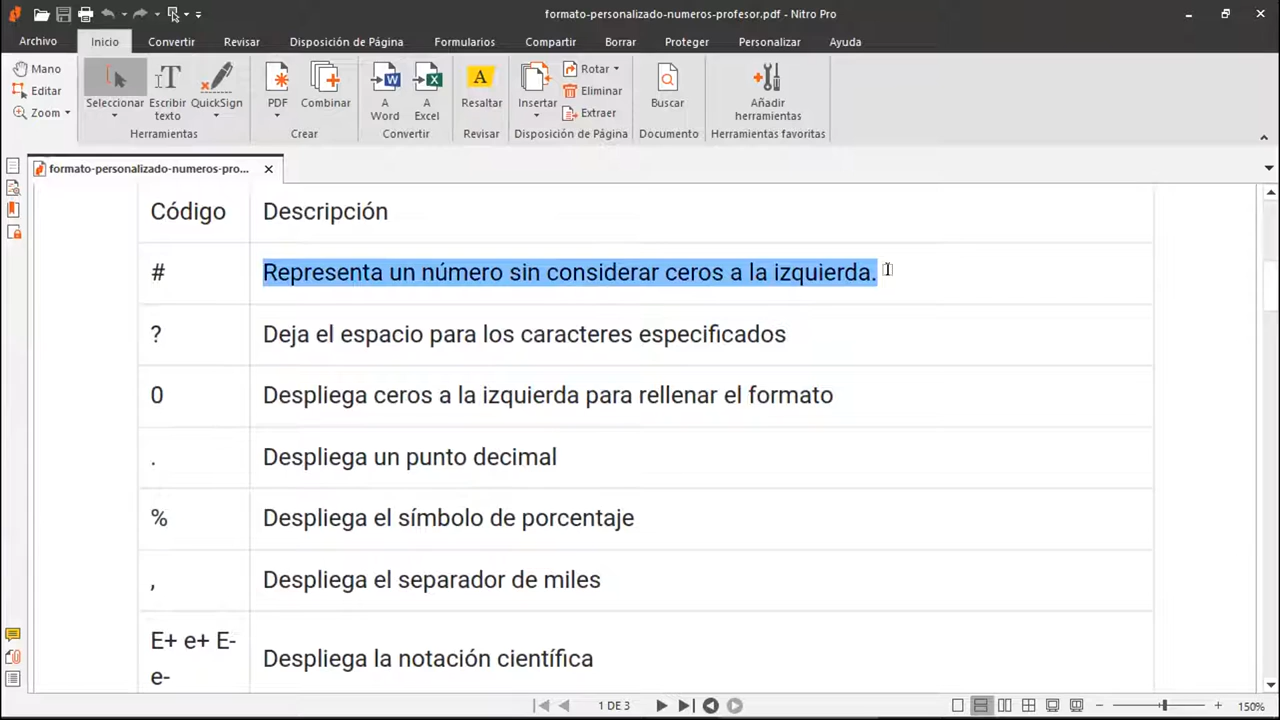 formato-personalizado-numeros-profesor.pdf - Nitro Pro
Archivo Inicio Convertir Revisar Disposición de Página Formularios Compartir Borrar Proteger Personalizar Ayuda
Mano
Editar
Zoom
Seleccionar
Escribir texto
QuickSign
Herramientas
PDF
Combinar
Crear
A Word
A Excel
Convertir
Resaltar
Revisar
Insertar
Rotar
Eliminar
Extraer
Disposición de Página
Buscar
Documento
Añadir herramientas
Herramientas favoritas
formato-personalizado-numeros-pro...
Código Descripción
# Representa un número sin considerar ceros a la izquierda.
? Deja el espacio para los caracteres especificados
0 Despliega ceros a la izquierda para rellenar el formato
. Despliega un punto decimal
% Despliega el símbolo de porcentaje
, Despliega el separador de miles
E+ e+ E- e- Despliega la notación científica
1 DE 3
150%